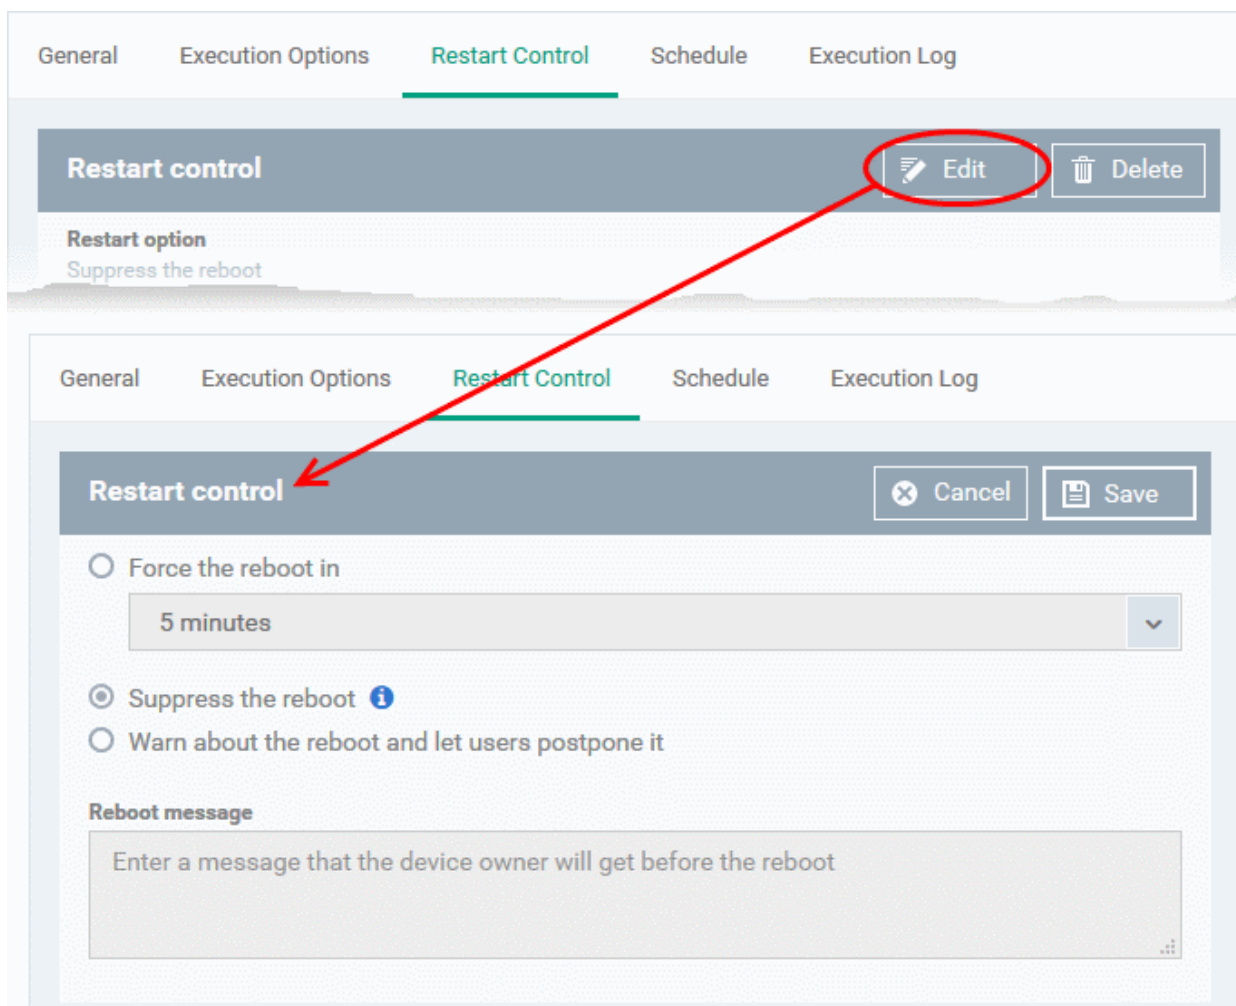 General Execution Options Restart Control Schedule Execution Log
Restart control Edit Delete
Restart option
Suppress the reboot
General Execution Options Restart Control Schedule Execution Log
Restart control Cancel Save
Force the reboot in
5 minutes
Suppress the reboot
Warn about the reboot and let users postpone it
Reboot message
Enter a message that the device owner will get before the reboot